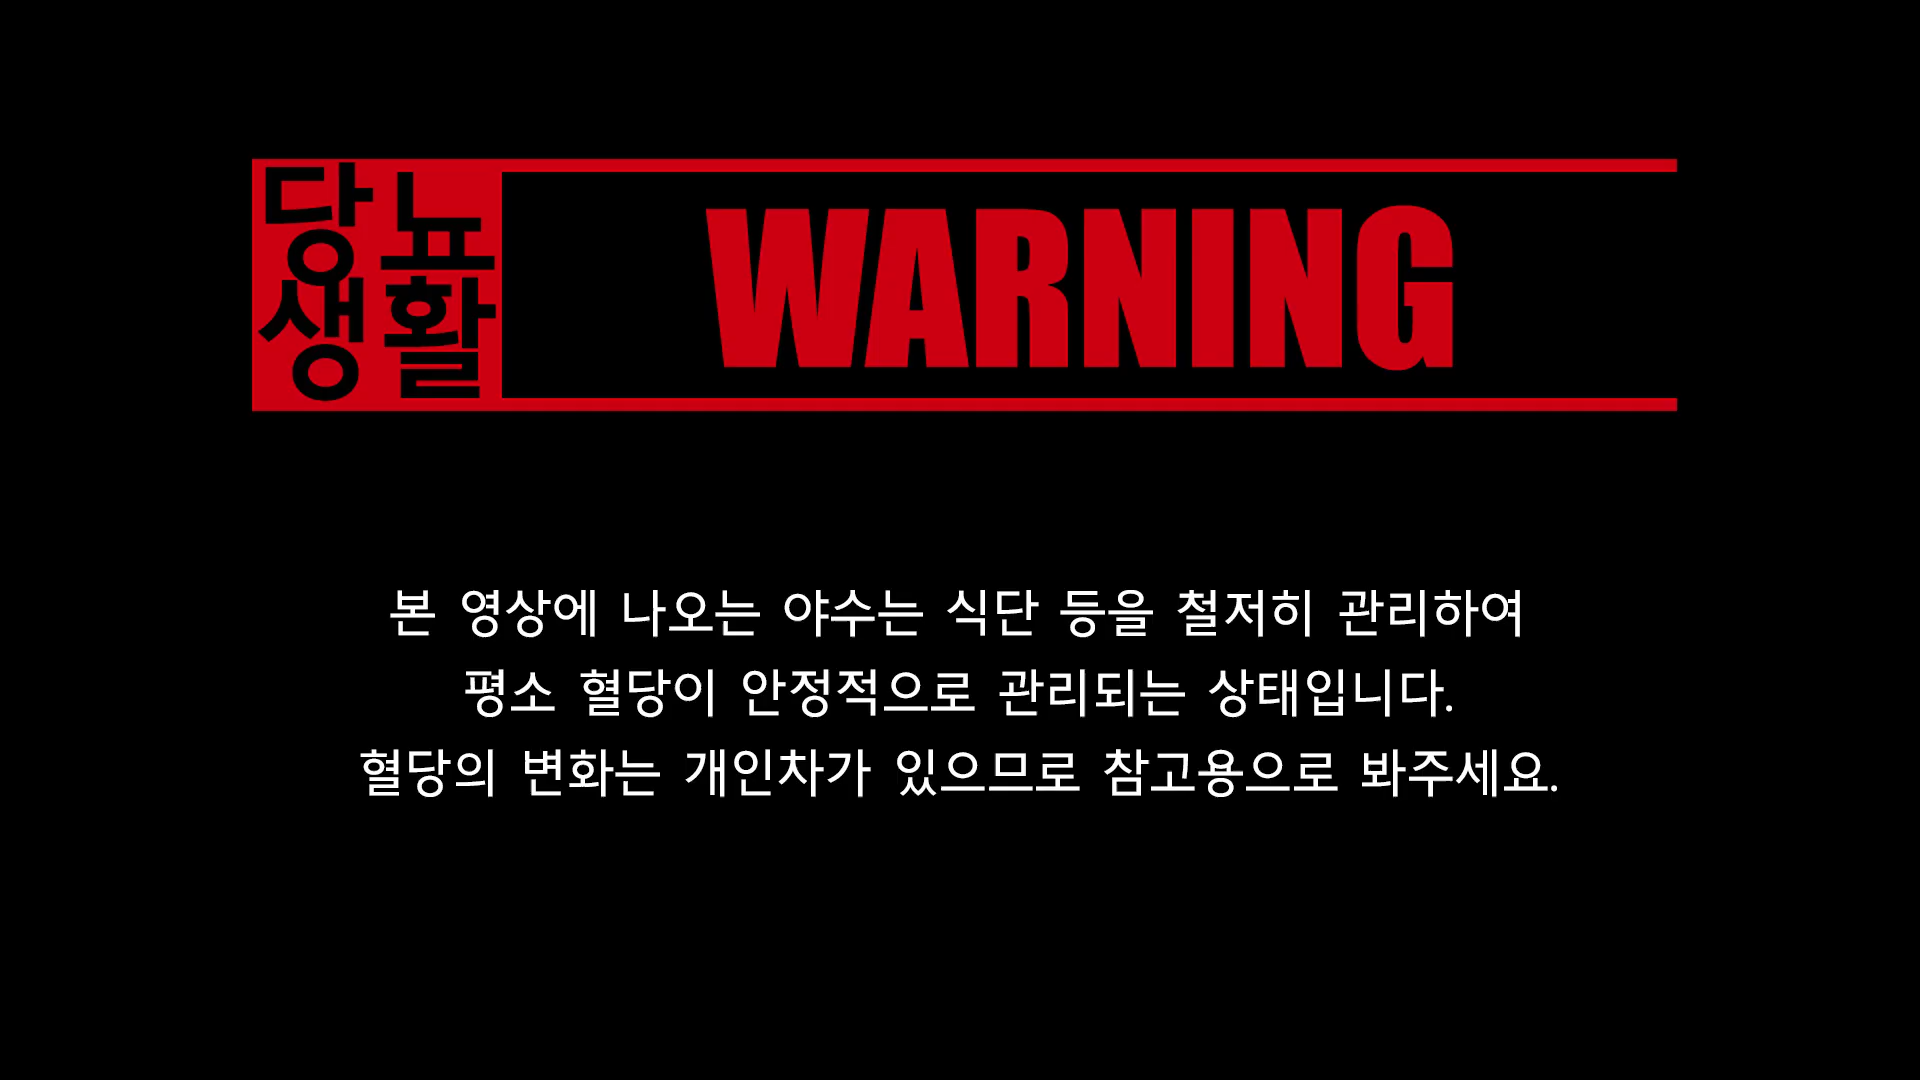 당뇨
생활
WARNING
본 영상에 나오는 야수는 식단 등을 철저히 관리하여
평소 혈당이 안정적으로 관리되는 상태입니다.
혈당의 변화는 개인차가 있으므로 참고용으로 봐주세요.